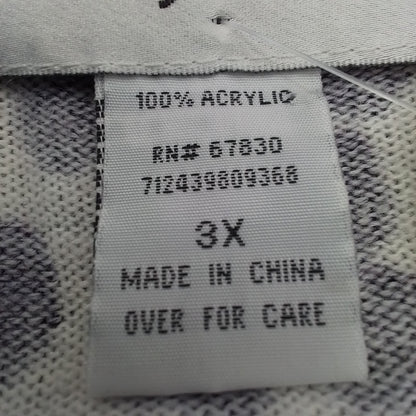 100% ACRYLIC
RN# 67830
712439809368
3X
MADE IN CHINA
OVER FOR CARE